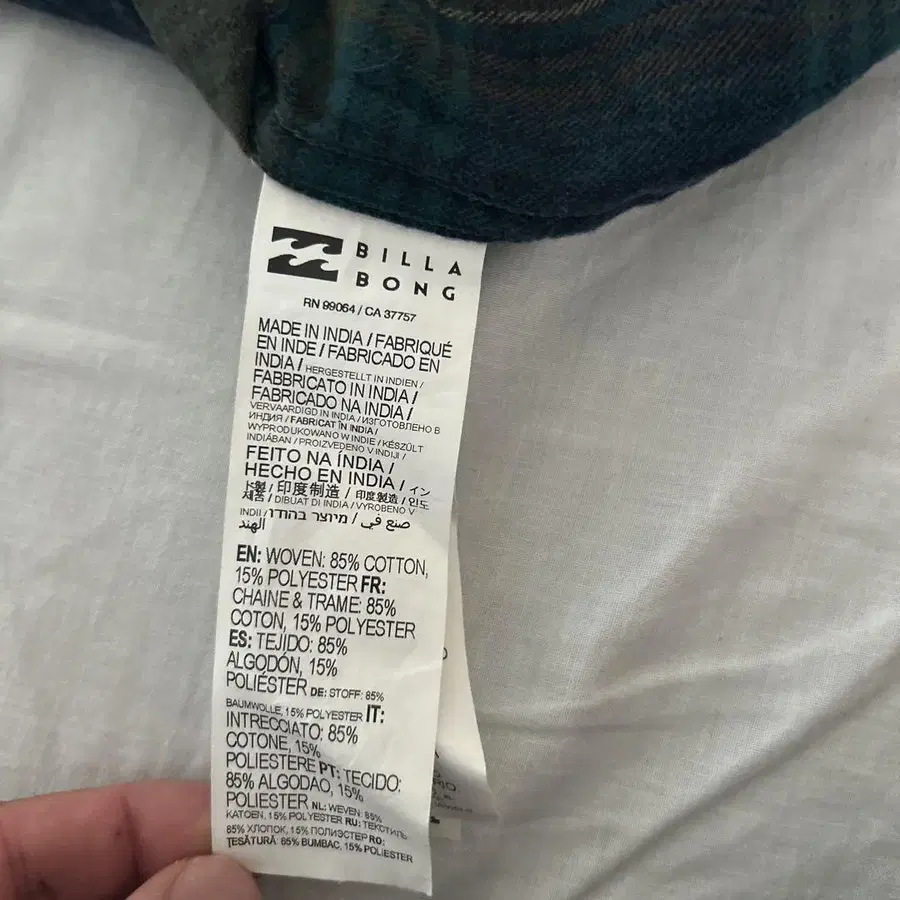 BILLA
BONG
RN 99064 / CA 37757
MADE IN INDIA / FABRIQUÉ
EN INDE / FABRICADO EN
INDIA / HERGESTELLT IN INDIEN /
FABBRICATO IN INDIA /
FABRICADO NA INDIA /
VERVAARDIGD IN INDIA / ИЗГОТОВЛЕНО В
ИНДИЯ / FABRICAT ÎN INDIA /
WYPRODUKOWANO W INDIE / KÉSZÜLT
INDIÁBAN / PROIZVEDENO V INDIJI /
FEITO NA ÍNDIA /
HECHO EN INDIA / イン
ド製 / 印度制造 / 印度製造 / 인도
제조 / DIBUAT DI INDIA / VYROBENO V
INDII / מיוצר בהודו / صنع في
الهند
EN: WOVEN: 85% COTTON,
15% POLYESTER FR:
CHAINE & TRAME: 85%
COTON, 15% POLYESTER
ES: TEJIDO: 85%
ALGODÓN, 15%
POLIÉSTER DE: STOFF: 85%
BAUMWOLLE, 15% POLYESTER IT:
INTRECCIATO: 85%
COTONE, 15%
POLIESTERE PT: TECIDO:
85% ALGODAO, 15%
POLIESTER NL: WEVEN: 85%
KATOEN, 15% POLYESTER RU: ТЕКСТИЛЬ:
85% ХЛОПОК, 15% ПОЛИЭСТЕР RO:
ȚESĂTURĂ: 85% BUMBAC, 15% POLIESTER